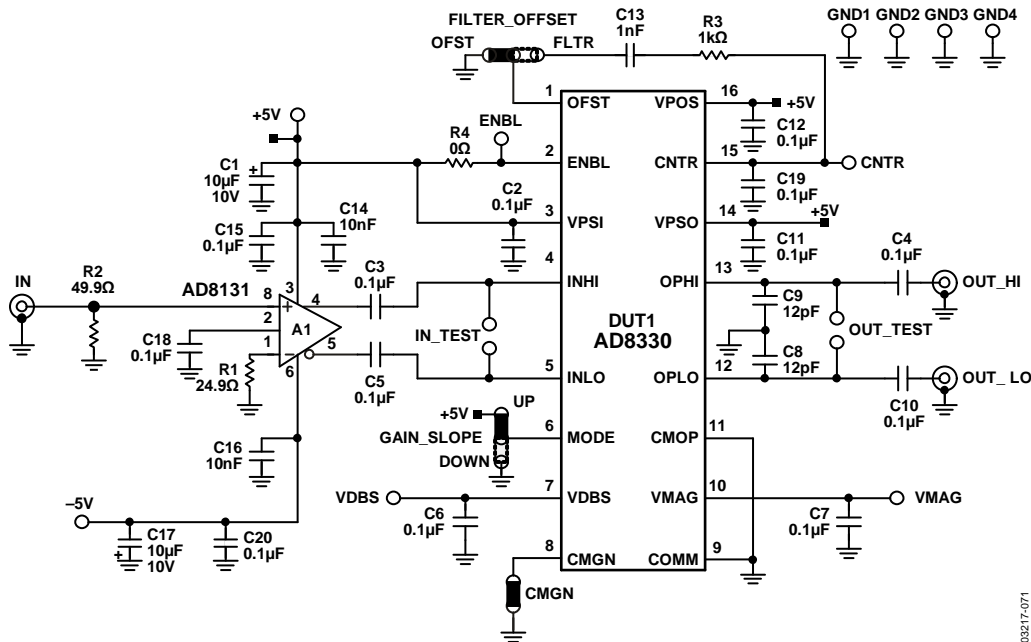 FILTER_OFFSET
OFST
FLTR
C13
1nF
R3
1kΩ
GND1 GND2 GND3 GND4
1
OFST
VPOS
16
+5V
C12
0.1µF
+5V
ENBL
R4
0Ω
2
ENBL
CNTR
15
CNTR
C1
+
10µF
10V
C2
0.1µF
C19
0.1µF
C14
10nF
C15
0.1µF
3
VPSI
VPSO
14
+5V
C11
0.1µF
4
INHI
OPHI
13
C4
0.1µF
OUT_HI
IN
R2
49.9Ω
AD8131
C3
0.1µF
8
3
4
2
A1
1
5
6
+
–
C18
0.1µF
R1
24.9Ω
IN_TEST
C5
0.1µF
DUT1
AD8330
C9
12pF
OUT_TEST
C8
12pF
5
INLO
OPLO
12
OUT_ LO
C10
0.1µF
UP
+5V
GAIN_SLOPE
DOWN
6
MODE
CMOP
11
C16
10nF
VDBS
7
VDBS
VMAG
10
VMAG
C6
0.1µF
C7
0.1µF
–5V
C17
10µF
10V
+
C20
0.1µF
8
CMGN
COMM
9
CMGN
03217-071